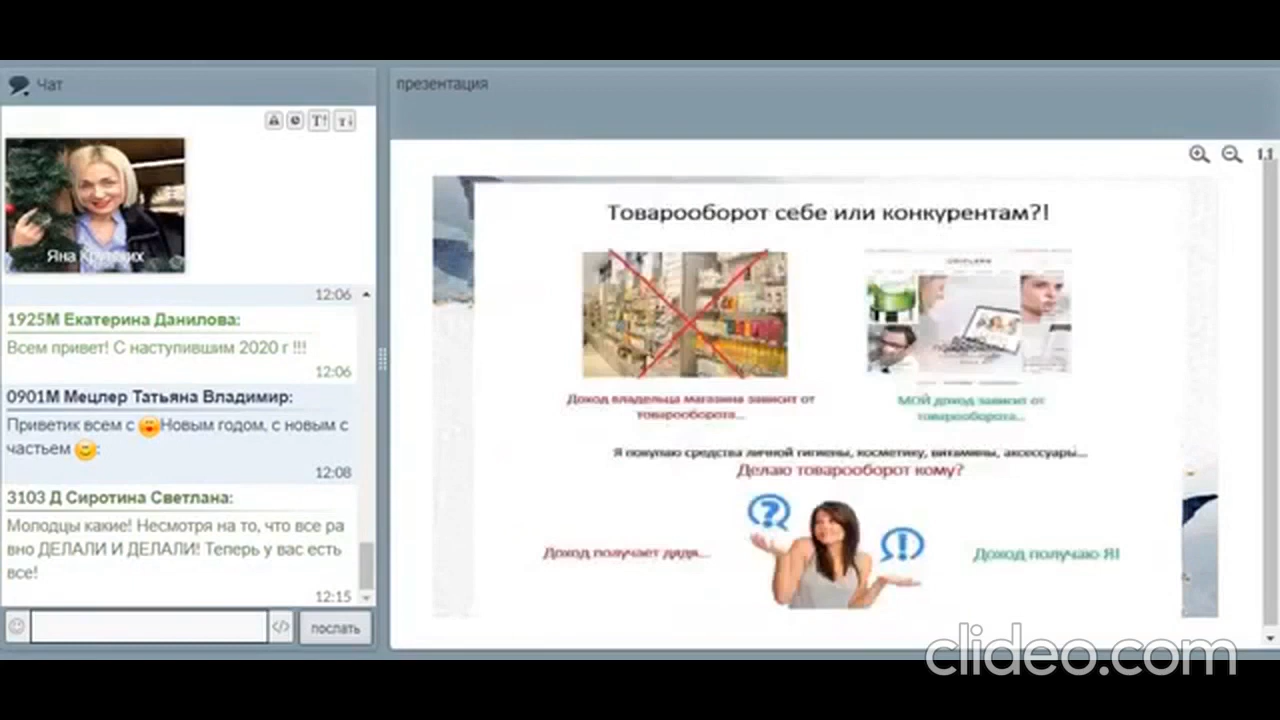 Чат
Яна
12:06
1925М Екатерина Данилова:
Всем привет! С наступившим 2020 г !!!
12:06
0901М Мецлер Татьяна Владимир:
Приветик всем с Новым годом, с новым с
частьем :
12:08
3103 Д Сиротина Светлана:
Молодцы какие! Несмотря на то, что все ра
вно ДЕЛАЛИ И ДЕЛАЛИ! Теперь у вас есть
все!
12:15
послать
презентация
1:1
Товарооборот себе или конкурентам?!
ORIFLAME
Доход владельца магазина зависит от
товарооборота...
МОЙ доход зависит от
товарооборота...
Я покупаю средства личной гигиены, косметику, витамины, аксессуары...
Делаю товарооборот кому?
Доход получает дядя...
Доход получаю Я!
clideo.com